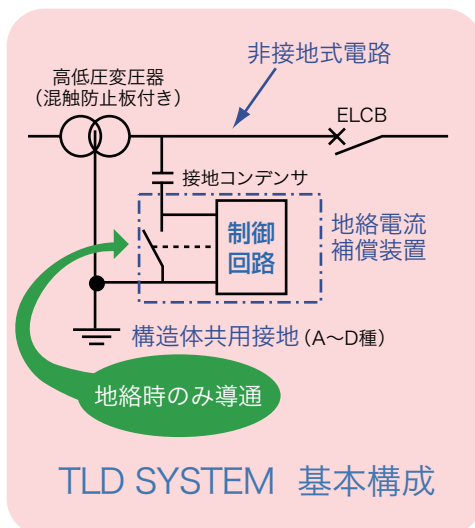 非接地式電路
高低圧変圧器
（混触防止板付き）
ELCB
接地コンデンサ
制御
回路
地絡電流
補償装置
構造体共用接地（A〜D種）
地絡時のみ導通
TLD SYSTEM 基本構成